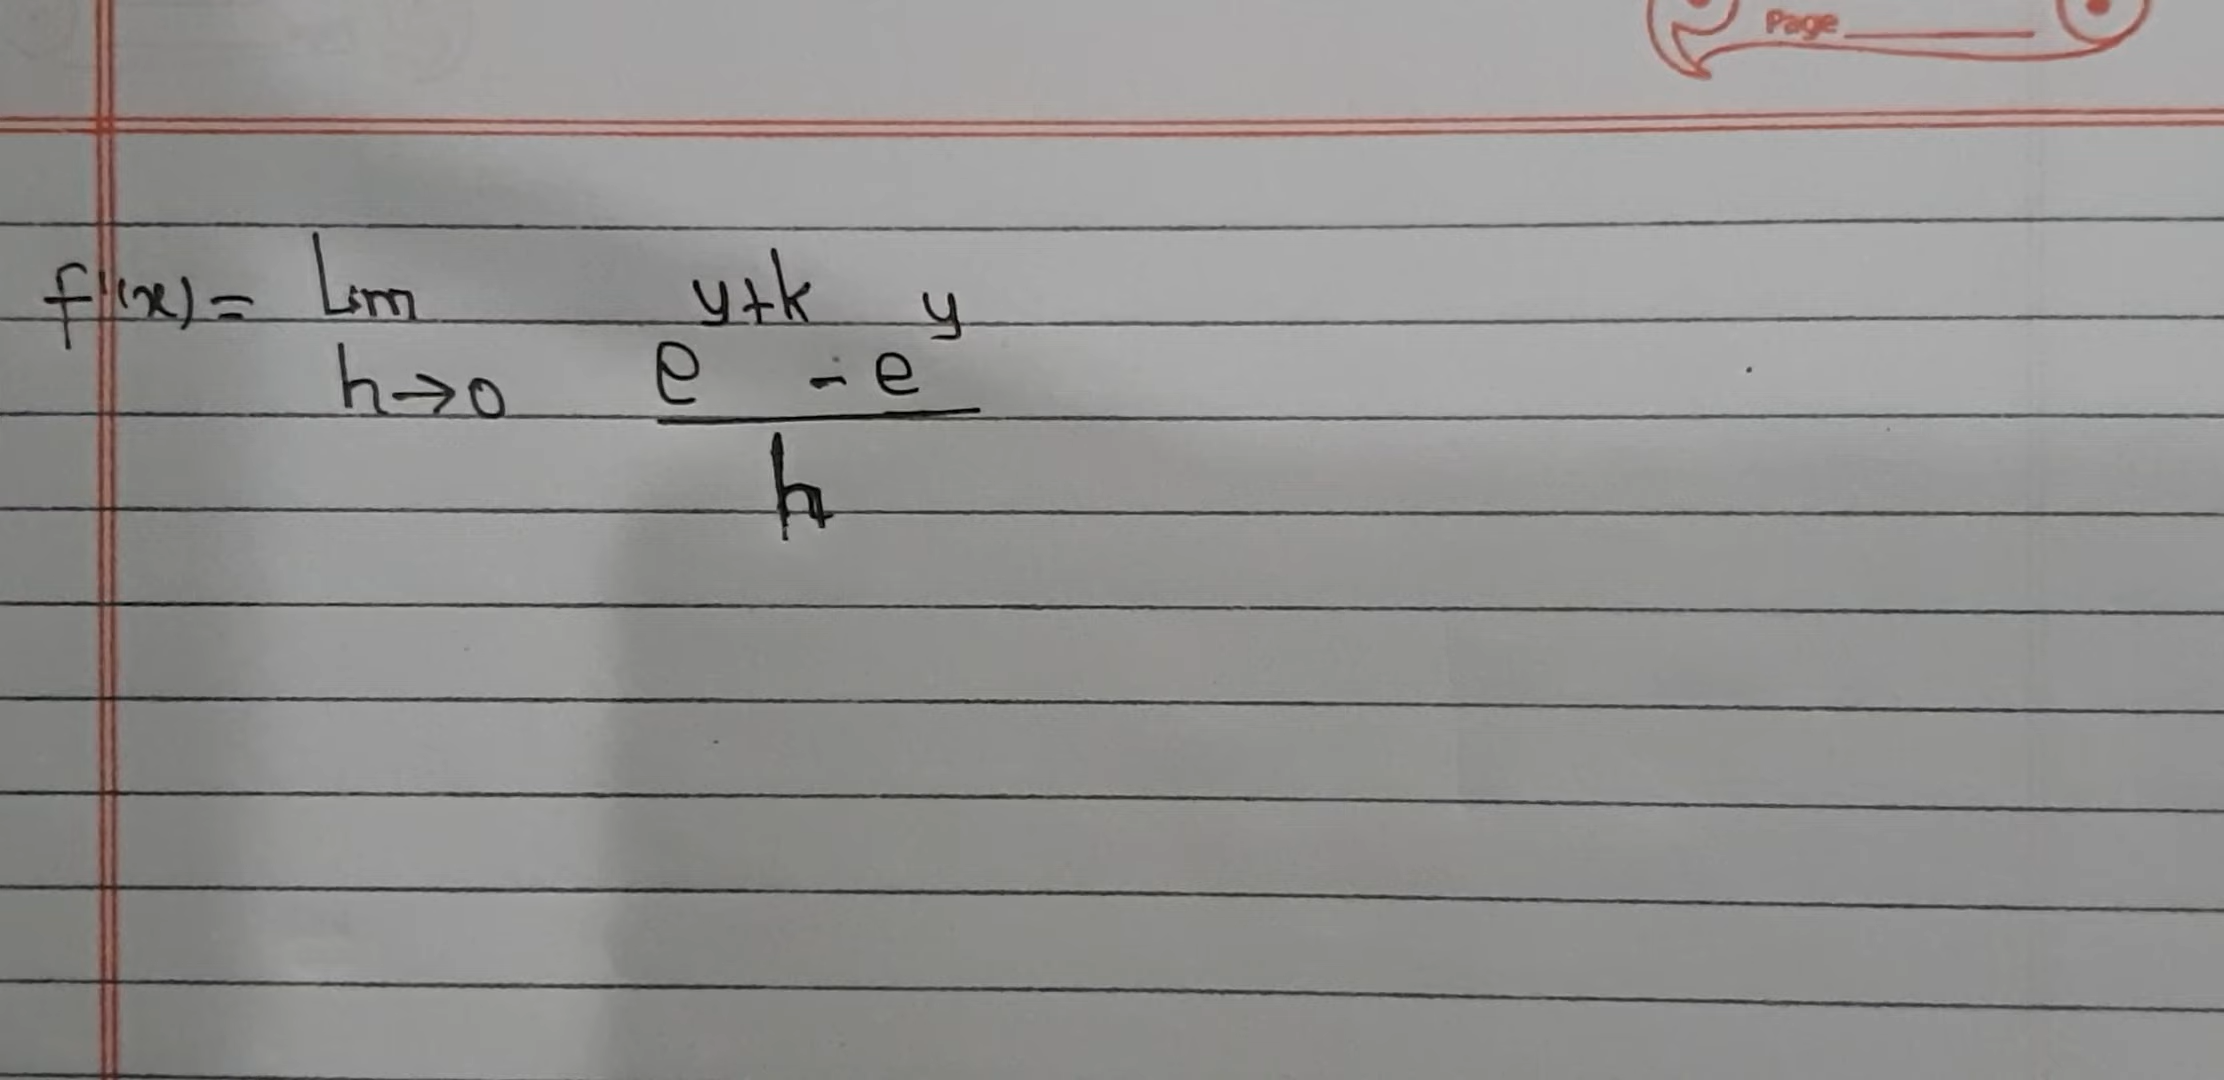 Page
f'(x) = Lim h→0 e^{y+k} - e^y / h